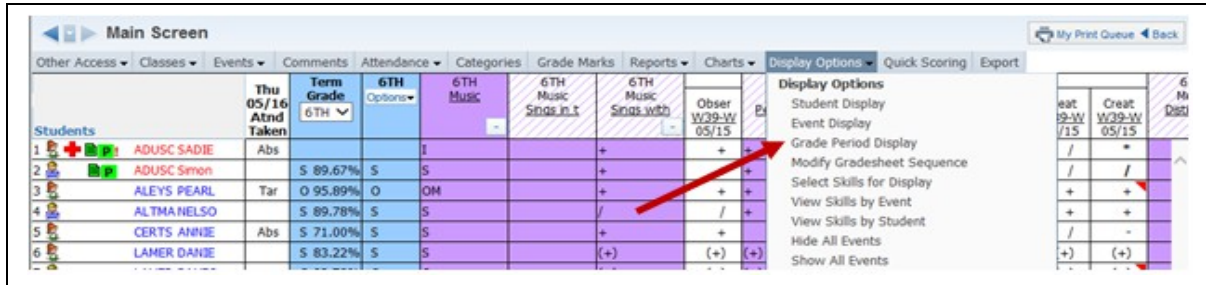 Main Screen
My Print Queue Back
Other Access Classes Events Comments Attendance Categories Grade Marks Reports Charts Display Options Quick Scoring Export
Students
Thu 05/16 Atnd Taken
Term Grade 6TH
6TH Options
6TH Music
6TH Music Sings in t
6TH Music Sings with
Obser W39-W 05/15
Creat W39-W 05/15
Display Options
Student Display
Event Display
Grade Period Display
Modify Gradesheet Sequence
Select Skills for Display
View Skills by Event
View Skills by Student
Hide All Events
Show All Events
1 P ! ADUSC SADIE Abs I + + + / *
2 P ADUSC Simon S 89.67% S S + + / /
3 ALEYS PEARL Tar O 95.89% O OM + + + + +
4 ALTMA NELSO S 89.78% S S / / + + +
5 CERTS ANNIE Abs S 71.00% S S + + / -
6 LAMER DANIE S 83.22% S S (+) (+) (+) (+) (+)